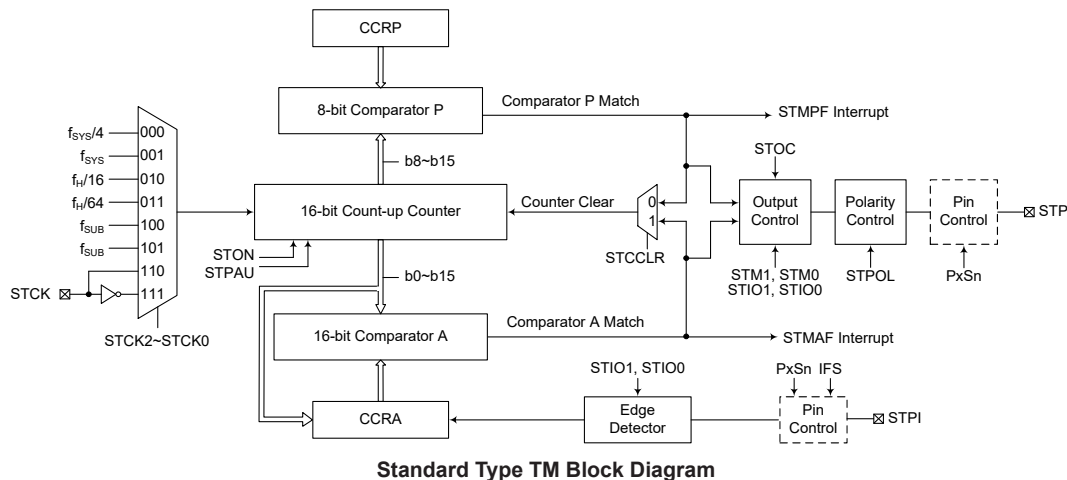 CCRP
8-bit Comparator P
Comparator P Match
STMPF Interrupt
b8~b15
fSYS/4
000
fSYS
001
fH/16
010
fH/64
011
fSUB
100
fSUB
101
110
111
STCK
STCK2~STCK0
16-bit Count-up Counter
STON
STPAU
Counter Clear
0
1
STCCLR
STOC
Output
Control
STM1, STM0
STIO1, STIO0
Polarity
Control
STPOL
Pin
Control
PxSn
STP
b0~b15
16-bit Comparator A
Comparator A Match
STMAF Interrupt
CCRA
STIO1, STIO0
Edge
Detector
PxSn IFS
Pin
Control
STPI
Standard Type TM Block Diagram